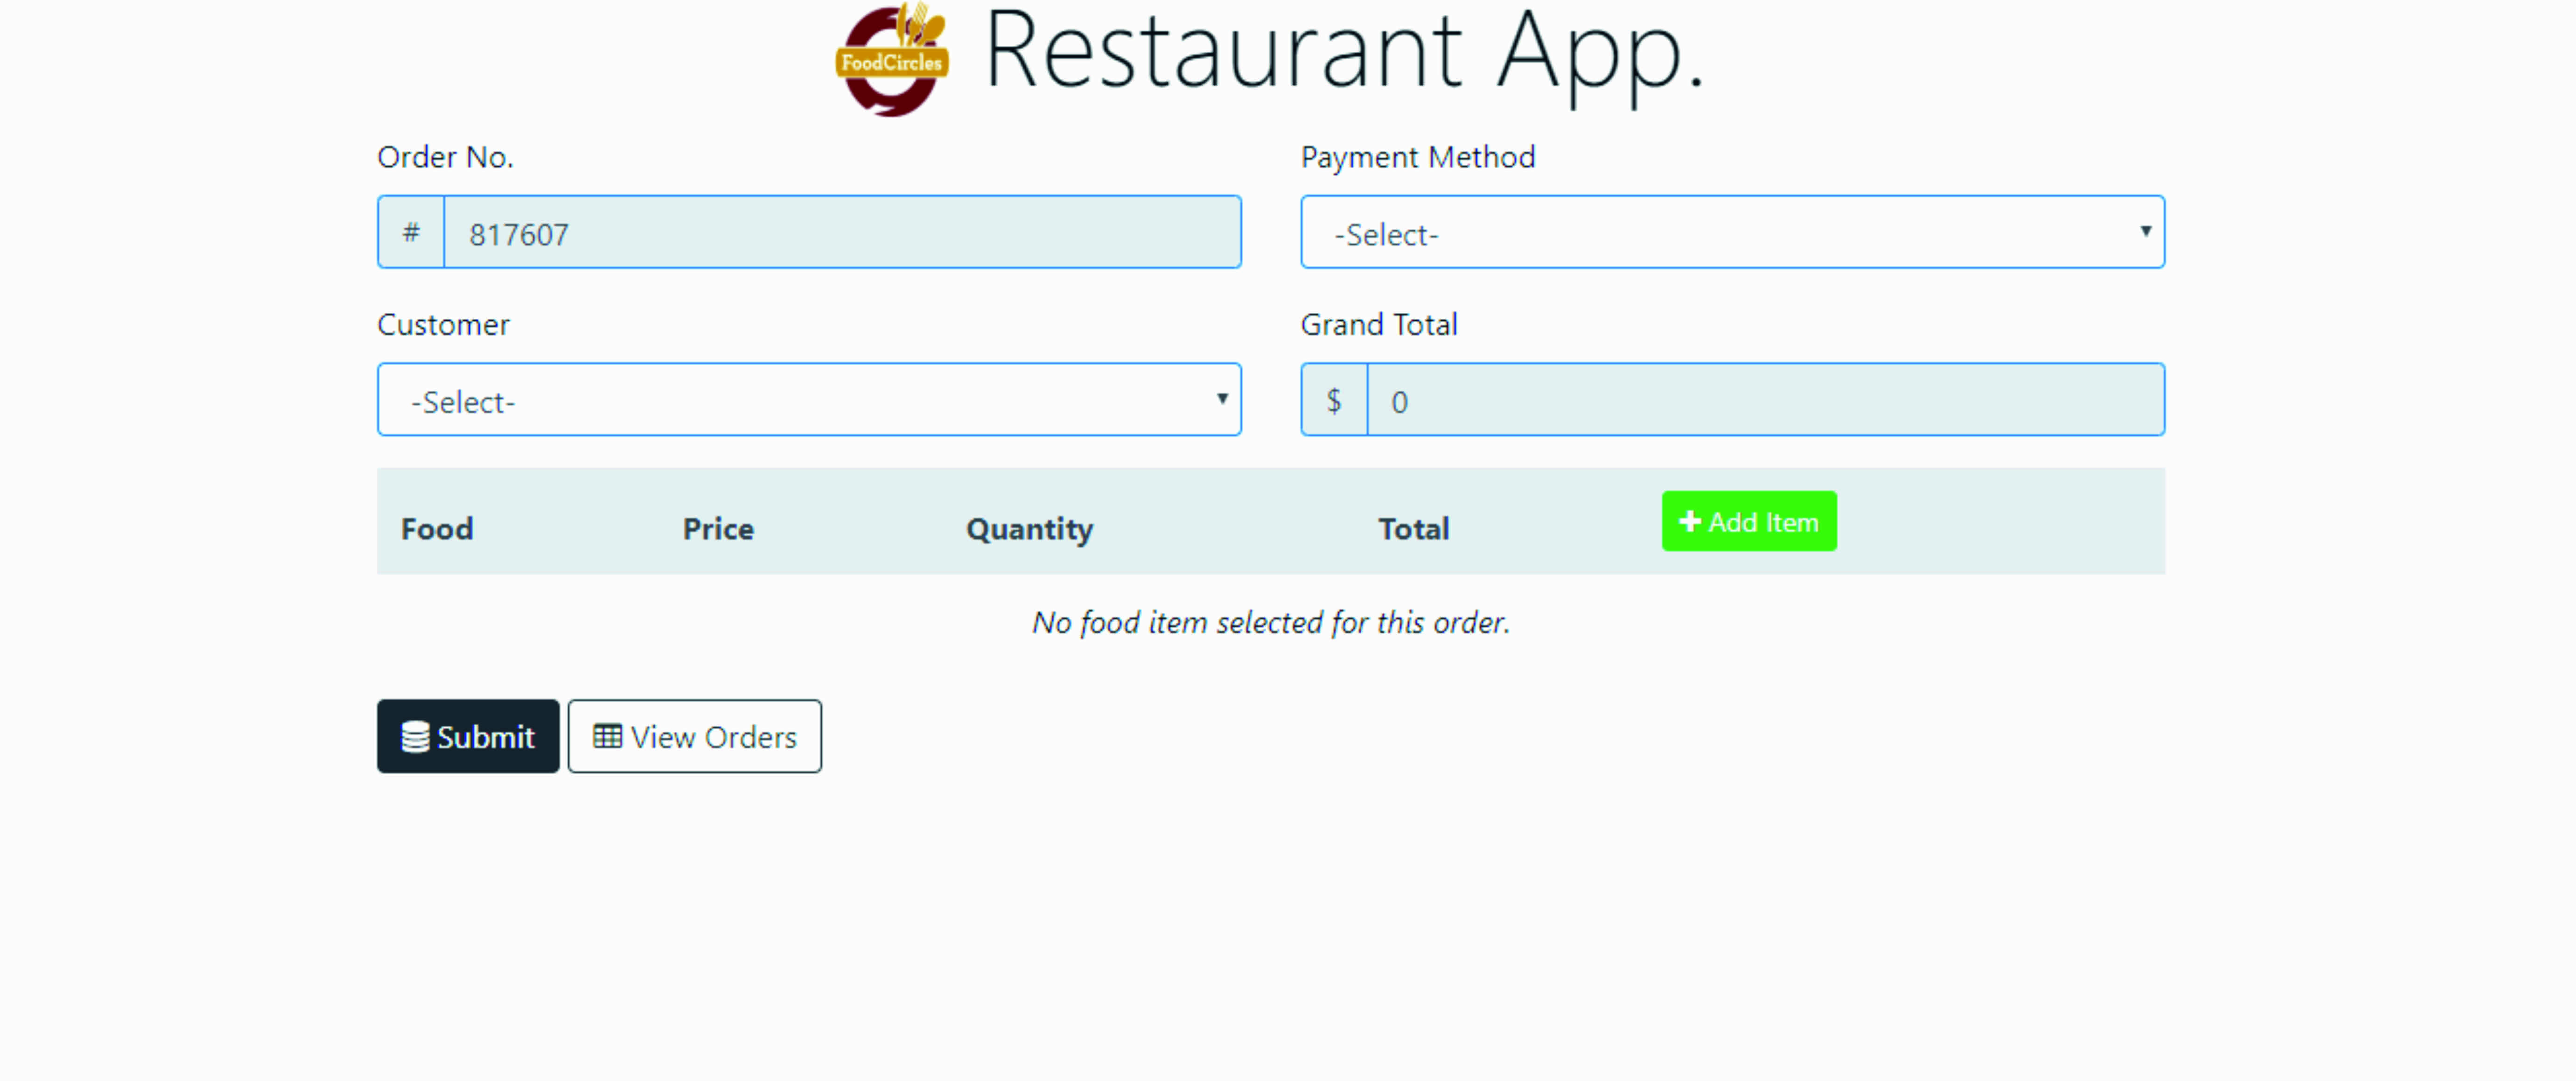 FoodCircles
Restaurant App.
Order No.
Payment Method
# 817607
-Select-
Customer
Grand Total
-Select-
$ 0
Food Price Quantity Total Add Item
No food item selected for this order.
Submit View Orders